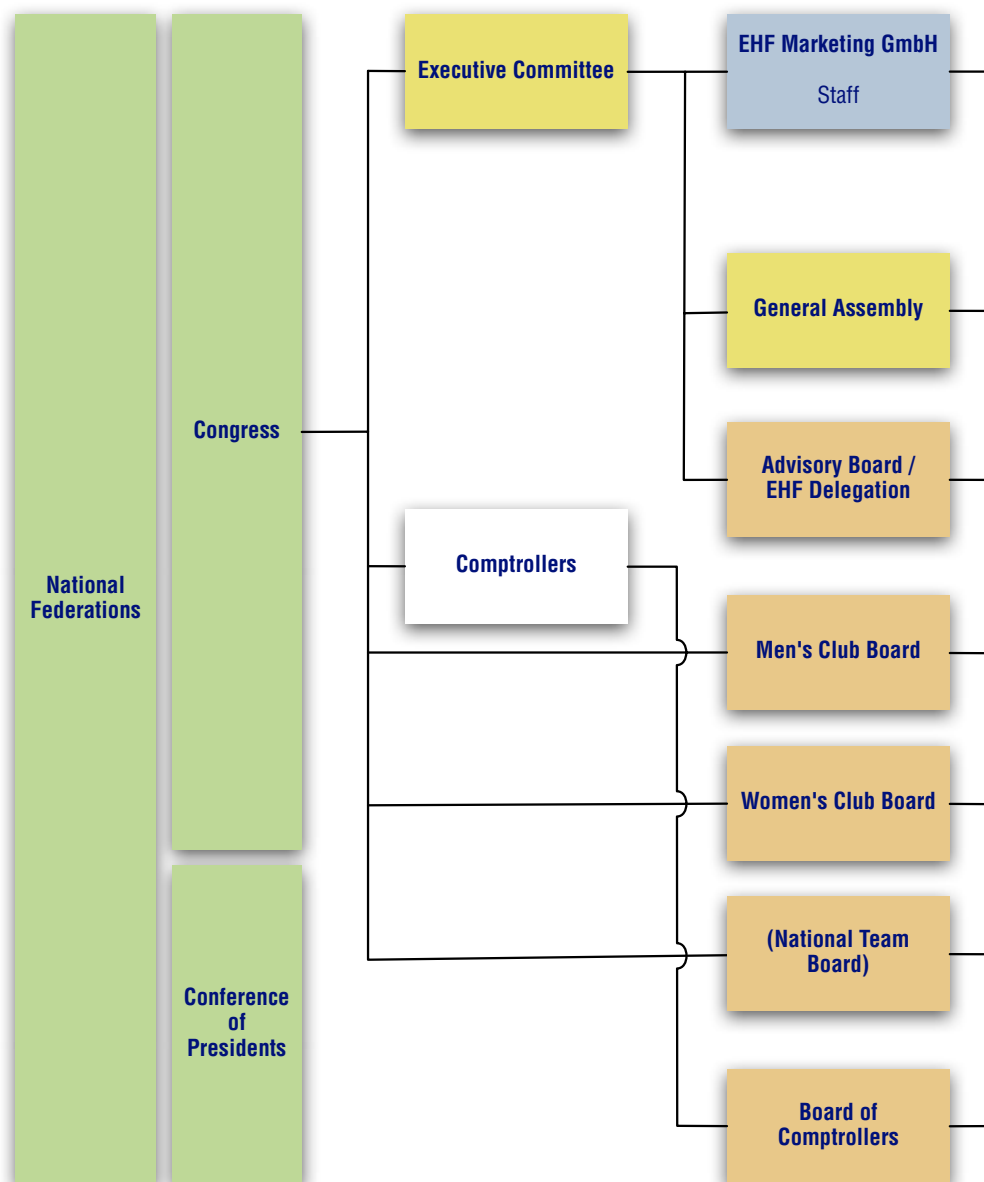 National
Federations
Congress
Conference
of
Presidents
Executive Committee
Comptrollers
EHF Marketing GmbH
Staff
General Assembly
Advisory Board /
EHF Delegation
Men's Club Board
Women's Club Board
(National Team
Board)
Board of
Comptrollers